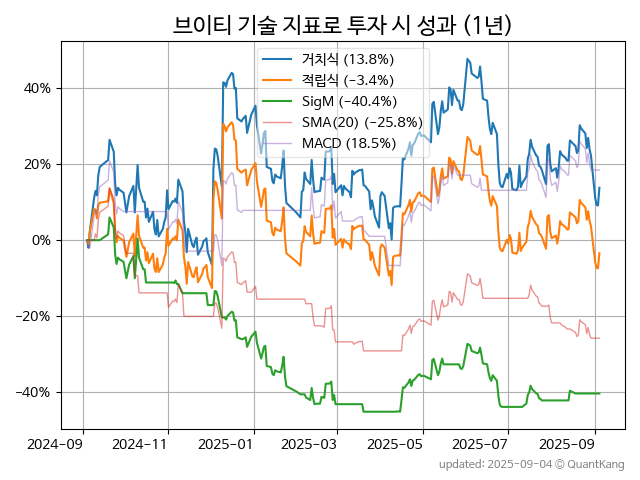 브이티 기술 지표로 투자 시 성과 (1년)
거치식 (13.8%)
적립식 (−3.4%)
SigM (−40.4%)
SMA(20) (−25.8%)
MACD (18.5%)
40%
20%
0%
−20%
−40%
2024-09
2024-11
2025-01
2025-03
2025-05
2025-07
2025-09
updated: 2025-09-04 © QuantKang